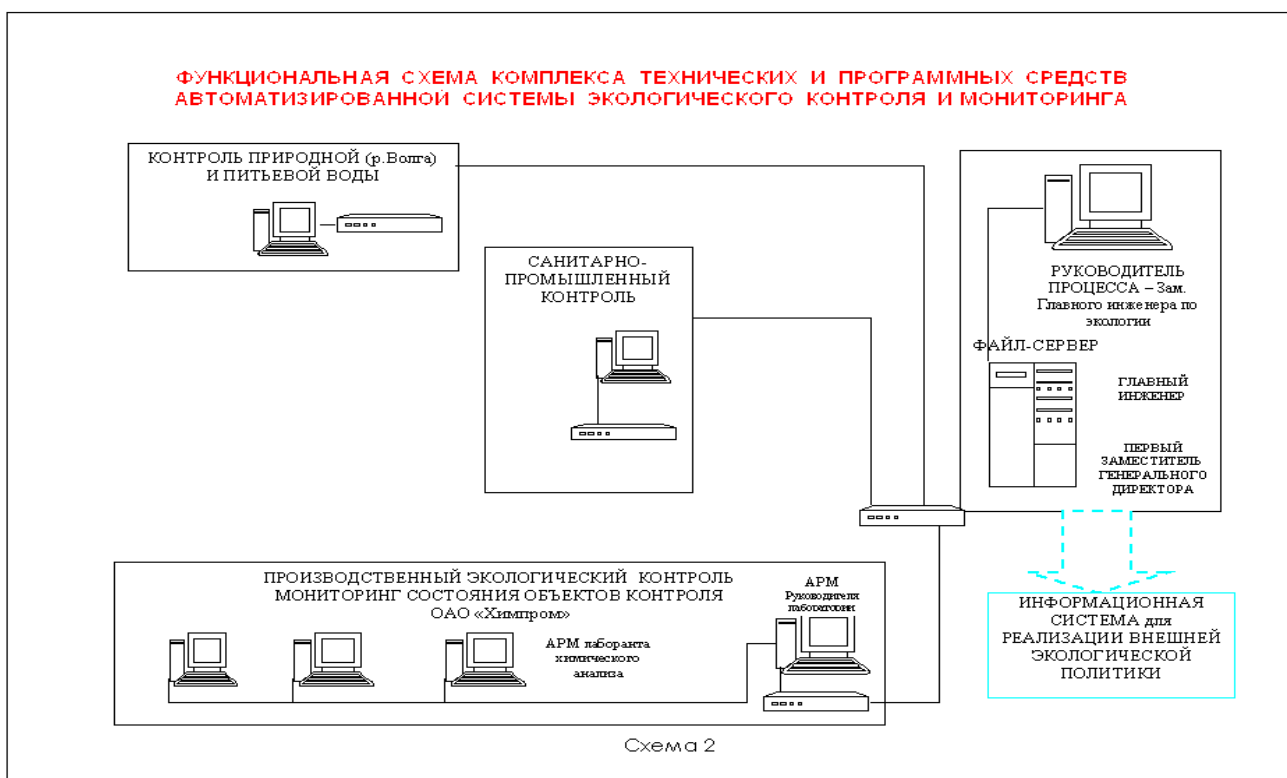 ФУНКЦИОНАЛЬНАЯ СХЕМА КОМПЛЕКСА ТЕХНИЧЕСКИХ И ПРОГРАММНЫХ СРЕДСТВ
АВТОМАТИЗИРОВАННОЙ СИСТЕМЫ ЭКОЛОГИЧЕСКОГО КОНТРОЛЯ И МОНИТОРИНГА
КОНТРОЛЬ ПРИРОДНОЙ (р.Волга)
И ПИТЬЕВОЙ ВОДЫ
САНИТАРНО-
ПРОМЫШЛЕННЫЙ
КОНТРОЛЬ
РУКОВОДИТЕЛЬ
ПРОЦЕССА – Зам.
Главного инженера по
экологии
ФАЙЛ-СЕРВЕР
ГЛАВНЫЙ
ИНЖЕНЕР
ПЕРВЫЙ
ЗАМЕСТИТЕЛЬ
ГЕНЕРАЛЬНОГО
ДИРЕКТОРА
ПРОИЗВОДСТВЕННЫЙ ЭКОЛОГИЧЕСКИЙ КОНТРОЛЬ
МОНИТОРИНГ СОСТОЯНИЯ ОБЪЕКТОВ КОНТРОЛЯ
ОАО «Химпром»
АРМ
Руководителя
лаборатории
АРМ лаборанта
химического
анализа
ИНФОРМАЦИОННАЯ
СИСТЕМА для
РЕАЛИЗАЦИИ ВНЕШНЕЙ
ЭКОЛОГИЧЕСКОЙ
ПОЛИТИКИ
Схема 2